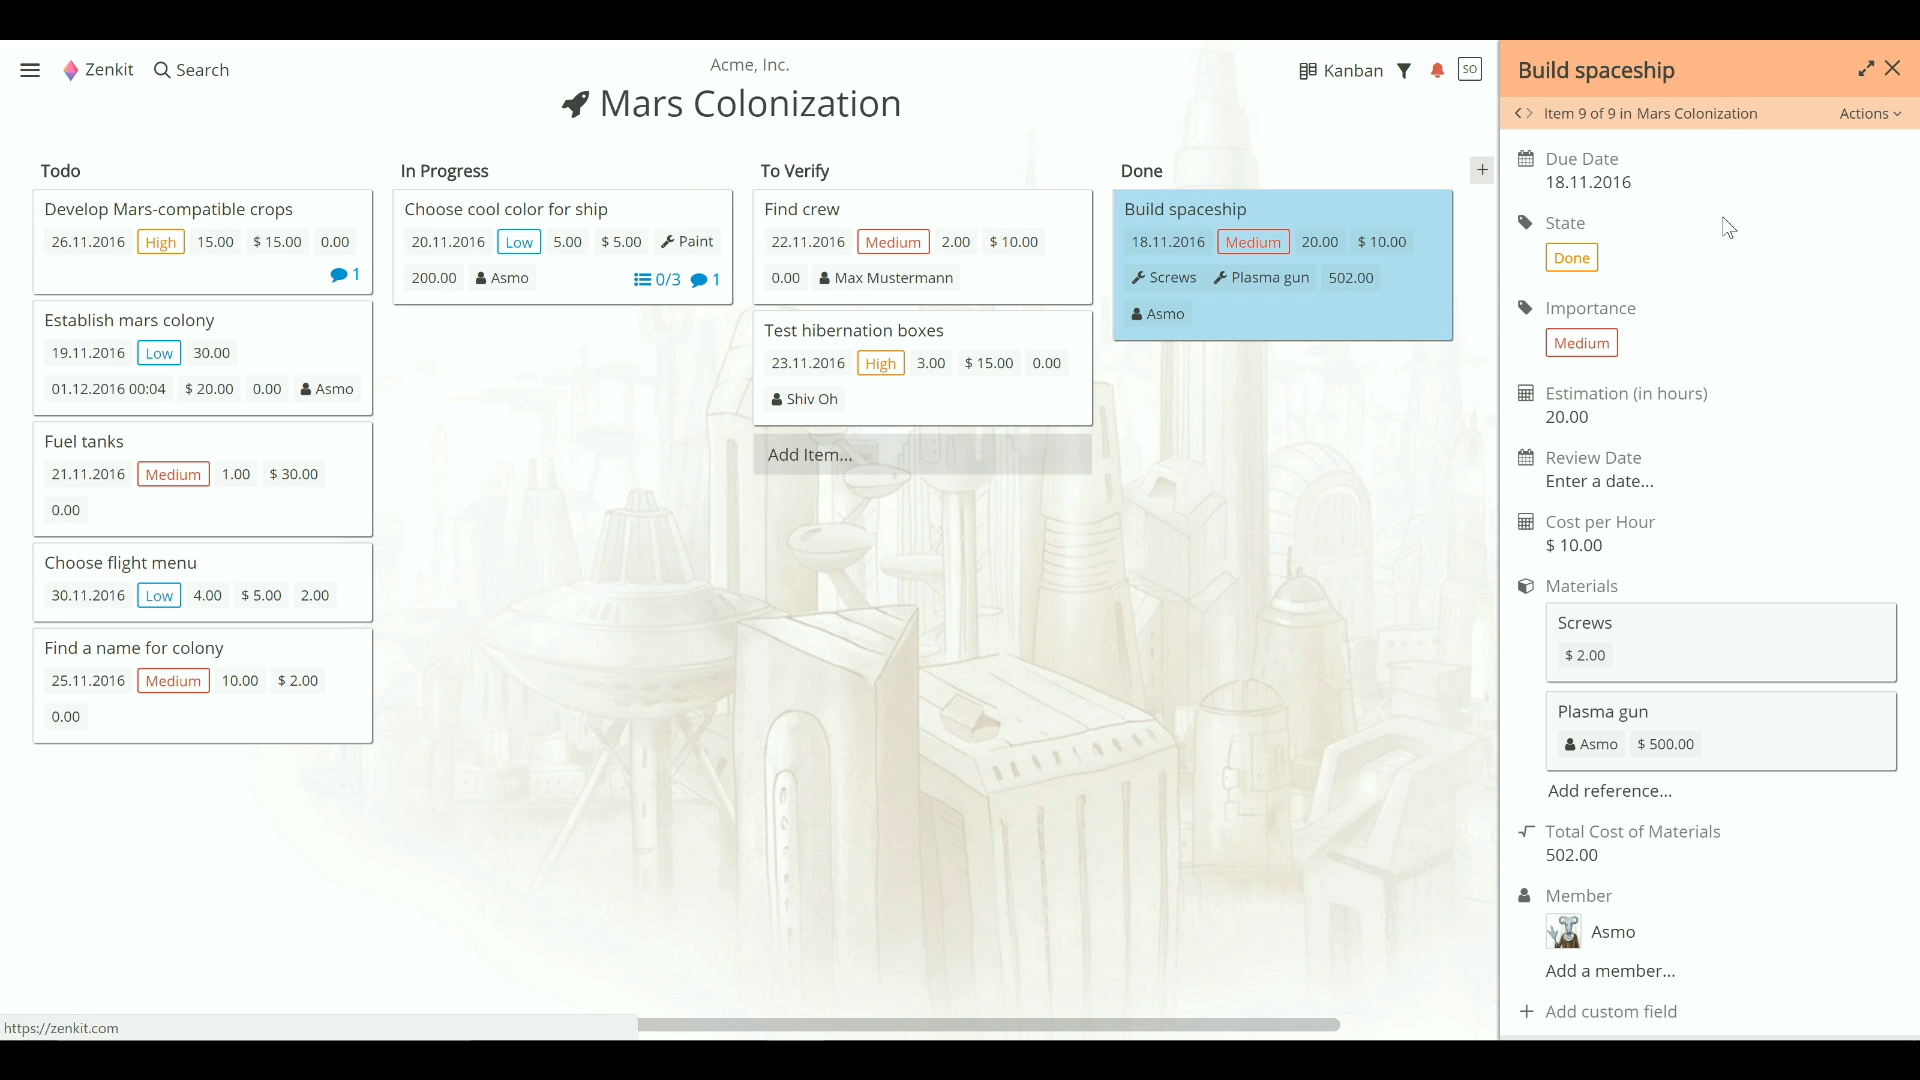 Zenkit
Search
Acme, Inc.
Mars Colonization
Kanban
SO
Todo
Develop Mars-compatible crops
26.11.2016 High 15.00 $ 15.00 0.00
1
Establish mars colony
19.11.2016 Low 30.00
01.12.2016 00:04 $ 20.00 0.00 Asmo
Fuel tanks
21.11.2016 Medium 1.00 $ 30.00
0.00
Choose flight menu
30.11.2016 Low 4.00 $ 5.00 2.00
Find a name for colony
25.11.2016 Medium 10.00 $ 2.00
0.00
In Progress
Choose cool color for ship
20.11.2016 Low 5.00 $ 5.00 Paint
200.00 Asmo 0/3 1
To Verify
Find crew
22.11.2016 Medium 2.00 $ 10.00
0.00 Max Mustermann
Test hibernation boxes
23.11.2016 High 3.00 $ 15.00 0.00
Shiv Oh
Add Item...
Done
Build spaceship
18.11.2016 Medium 20.00 $ 10.00
Screws Plasma gun 502.00
Asmo
+
Build spaceship
Item 9 of 9 in Mars Colonization Actions
Due Date
18.11.2016
State
Done
Importance
Medium
Estimation (in hours)
20.00
Review Date
Enter a date...
Cost per Hour
$ 10.00
Materials
Screws
$ 2.00
Plasma gun
Asmo $ 500.00
Add reference...
Total Cost of Materials
502.00
Member
Asmo
Add a member...
+ Add custom field
https://zenkit.com